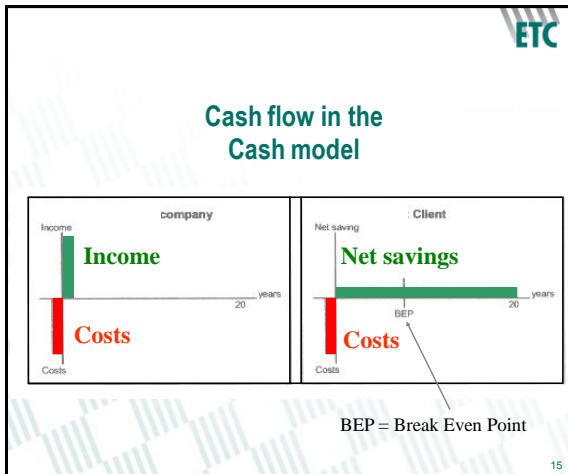 ETC
Cash flow in the
Cash model
company
Income
Income
years
20
Costs
Costs
: Client
Net saving
Net savings
years
20
BEP
Costs
Costs
BEP = Break Even Point
15